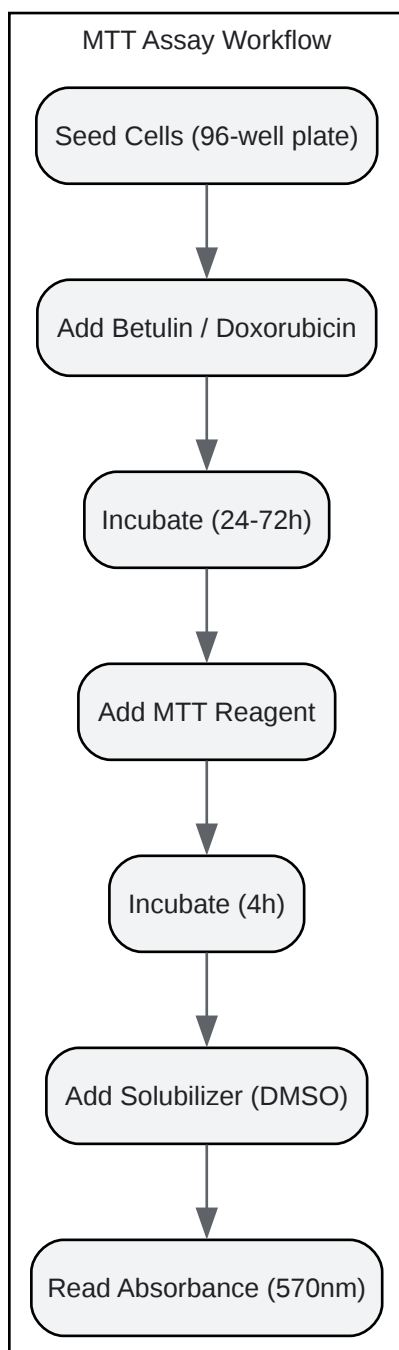 MTT Assay Workflow
Seed Cells (96-well plate)
Add Betulin / Doxorubicin
Incubate (24-72h)
Add MTT Reagent
Incubate (4h)
Add Solubilizer (DMSO)
Read Absorbance (570nm)